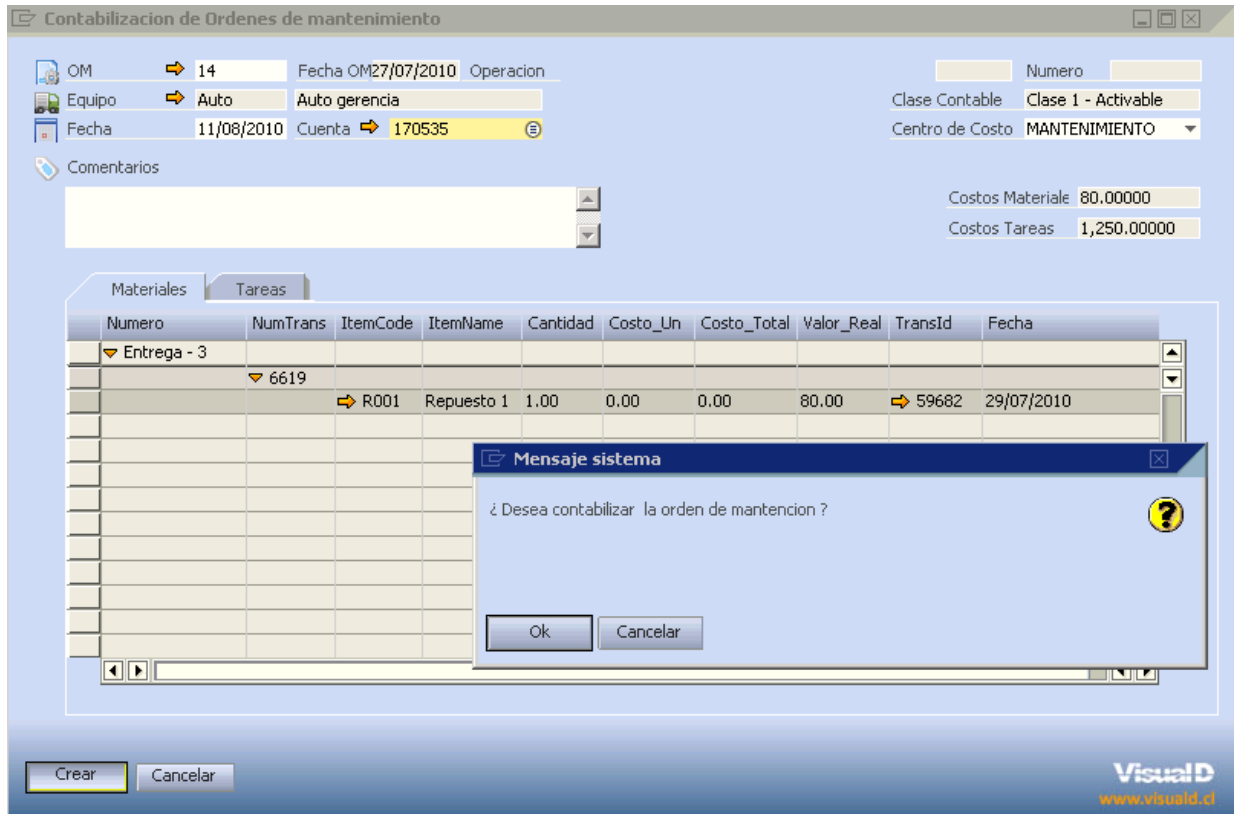 Contabilizacion de Ordenes de mantenimiento
OM 14 Fecha OM 27/07/2010 Operacion Numero
Equipo Auto Auto gerencia Clase Contable Clase 1 - Activable
Fecha 11/08/2010 Cuenta 170535 Centro de Costo MANTENIMIENTO
Comentarios
Costos Materiale 80.00000
Costos Tareas 1,250.00000
Materiales Tareas
Numero NumTrans ItemCode ItemName Cantidad Costo_Un Costo_Total Valor_Real TransId Fecha
Entrega - 3
6619
R001 Repuesto 1 1.00 0.00 0.00 80.00 59682 29/07/2010
Mensaje sistema
¿ Desea contabilizar la orden de mantencion ?
Ok Cancelar
Crear Cancelar
VisualD
www.visuald.cl